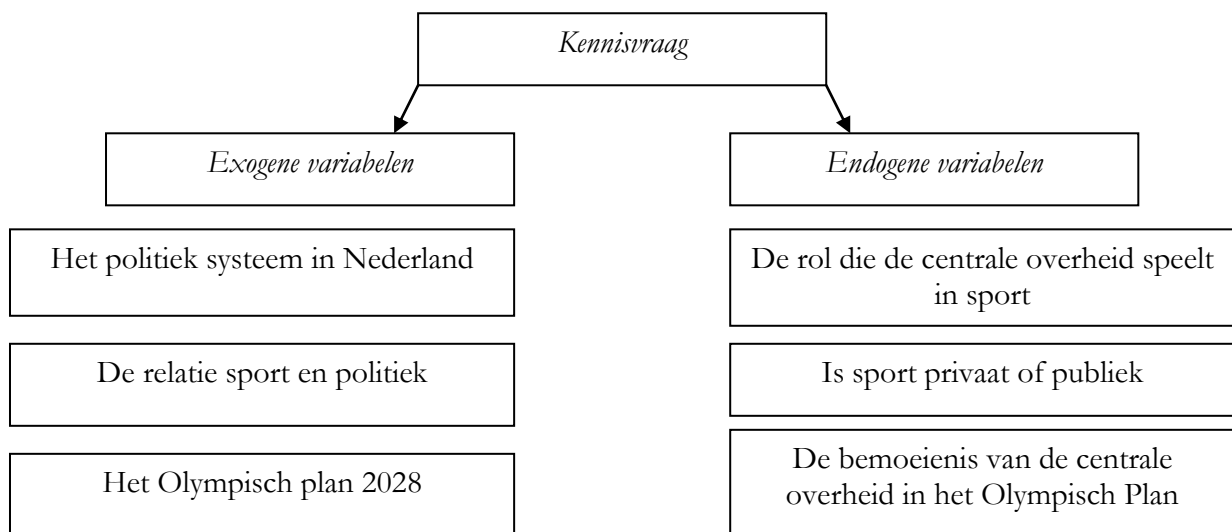 Kennisvraag
Exogene variabelen
Endogene variabelen
Het politiek systeem in Nederland
De rol die de centrale overheid speelt
in sport
De relatie sport en politiek
Is sport privaat of publiek
Het Olympisch plan 2028
De bemoeienis van de centrale
overheid in het Olympisch Plan